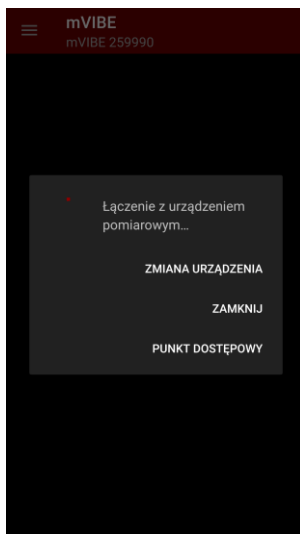 mVIBE
mVIBE 259990
Łączenie z urządzeniem
pomiarowym...
ZMIANA URZĄDZENIA
ZAMKNIJ
PUNKT DOSTĘPOWY